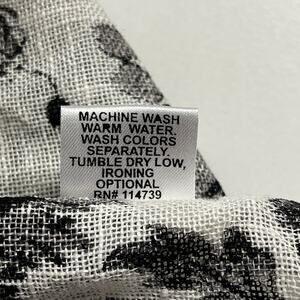 MACHINE WASH
WARM WATER.
WASH COLORS
SEPARATELY.
TUMBLE DRY LOW,
IRONING
OPTIONAL
RN# 114739